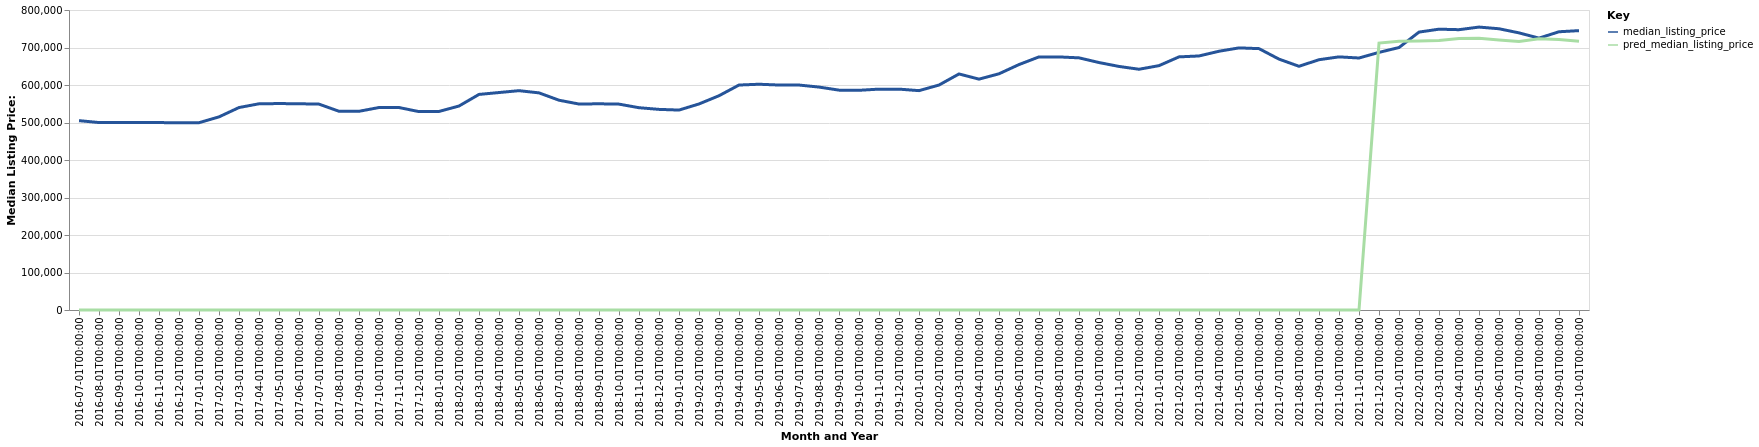 800,000
700,000
600,000
500,000
400,000
300,000
200,000
100,000
0
Median Listing Price:
2016-07-01T00:00:00
2016-08-01T00:00:00
2016-09-01T00:00:00
2016-10-01T00:00:00
2016-11-01T00:00:00
2016-12-01T00:00:00
2017-01-01T00:00:00
2017-02-01T00:00:00
2017-03-01T00:00:00
2017-04-01T00:00:00
2017-05-01T00:00:00
2017-06-01T00:00:00
2017-07-01T00:00:00
2017-08-01T00:00:00
2017-09-01T00:00:00
2017-10-01T00:00:00
2017-11-01T00:00:00
2017-12-01T00:00:00
2018-01-01T00:00:00
2018-02-01T00:00:00
2018-03-01T00:00:00
2018-04-01T00:00:00
2018-05-01T00:00:00
2018-06-01T00:00:00
2018-07-01T00:00:00
2018-08-01T00:00:00
2018-09-01T00:00:00
2018-10-01T00:00:00
2018-11-01T00:00:00
2018-12-01T00:00:00
2019-01-01T00:00:00
2019-02-01T00:00:00
2019-03-01T00:00:00
2019-04-01T00:00:00
2019-05-01T00:00:00
2019-06-01T00:00:00
2019-07-01T00:00:00
2019-08-01T00:00:00
2019-09-01T00:00:00
2019-10-01T00:00:00
2019-11-01T00:00:00
2019-12-01T00:00:00
2020-01-01T00:00:00
2020-02-01T00:00:00
2020-03-01T00:00:00
2020-04-01T00:00:00
2020-05-01T00:00:00
2020-06-01T00:00:00
2020-07-01T00:00:00
2020-08-01T00:00:00
2020-09-01T00:00:00
2020-10-01T00:00:00
2020-11-01T00:00:00
2020-12-01T00:00:00
2021-01-01T00:00:00
2021-02-01T00:00:00
2021-03-01T00:00:00
2021-04-01T00:00:00
2021-05-01T00:00:00
2021-06-01T00:00:00
2021-07-01T00:00:00
2021-08-01T00:00:00
2021-09-01T00:00:00
2021-10-01T00:00:00
2021-11-01T00:00:00
2021-12-01T00:00:00
2022-01-01T00:00:00
2022-02-01T00:00:00
2022-03-01T00:00:00
2022-04-01T00:00:00
2022-05-01T00:00:00
2022-06-01T00:00:00
2022-07-01T00:00:00
2022-08-01T00:00:00
2022-09-01T00:00:00
2022-10-01T00:00:00
Month and Year
Key
median_listing_price
pred_median_listing_price